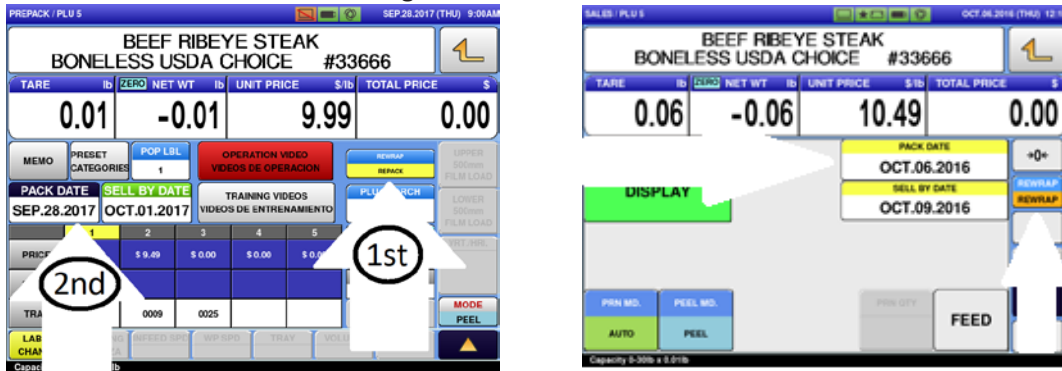 PREPACK / PLU 5
SEP.28.2017 (THU) 9:00AM
BEEF RIBEYE STEAK
BONELESS USDA CHOICE #33666
TARE lb
ZERO NET WT lb
UNIT PRICE $/lb
TOTAL PRICE $
0.01
-0.01
9.99
0.00
MEMO
PRESET
CATEGORIES
POP LBL
1
OPERATION VIDEO
VIDEOS DE OPERACION
REWRAP
REPACK
UPPER
500mm
FILM LOAD
PACK DATE
SEP.28.2017
SELL BY DATE
OCT.01.2017
TRAINING VIDEOS
VIDEOS DE ENTRENAMIENTO
LOWER
500mm
FILM LOAD
1 2 3 4 5
$ 9.49 $ 0.00 $ 0.00
0009 0025
1st
2nd
MODE
PEEL
INFEED SPD
WP SPD
TRAY
SALES / PLU 5
OCT.06.2016 (THU)
BEEF RIBEYE STEAK
BONELESS USDA CHOICE #33666
TARE lb
ZERO NET WT lb
UNIT PRICE $/lb
TOTAL PRICE $
0.06
-0.06
10.49
0.00
PACK DATE
OCT.06.2016
SELL BY DATE
OCT.09.2016
DISPLAY
+0+
REWRAP
REWRAP
PRN MD.
AUTO
PEEL MD.
PEEL
PRN QTY
FEED
Capacity 0-30lb x 0.01lb